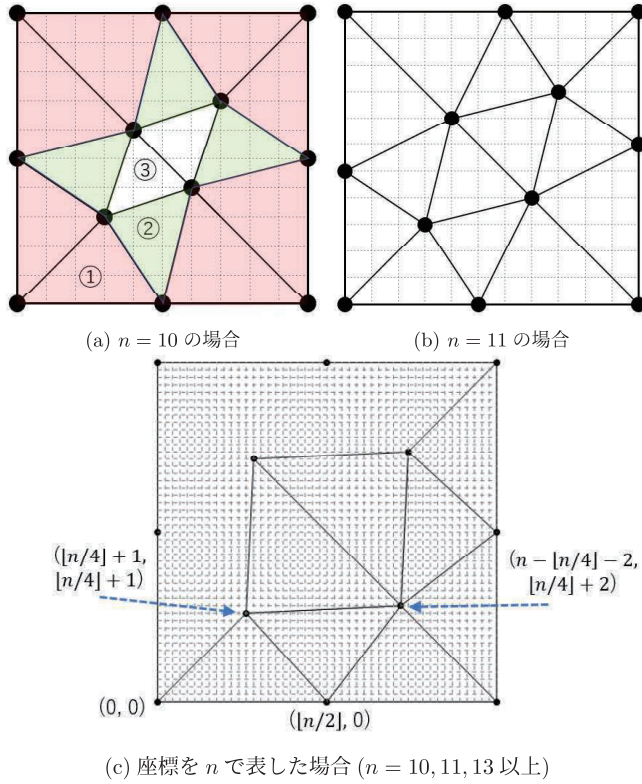 ③
②
①
(a) n = 10 の場合
(b) n = 11 の場合
(⌊n/4⌋ + 1,
⌊n/4⌋ + 1)
(n − ⌊n/4⌋ − 2,
⌊n/4⌋ + 2)
(0, 0)
(⌊n/2⌋, 0)
(c) 座標を n で表した場合 (n = 10, 11, 13 以上)